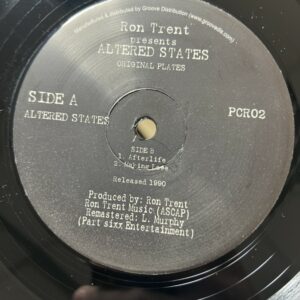 Manufactured & distributed by Groove Distribution (www.groovedis.com)
Ron Trent
presents
ALTERED STATES
ORIGINAL PLATES
SIDE A
PCR02
ALTERED STATES
SIDE B
1. Afterlife
2. Making Love
Released 1990
Produced by: Ron Trent
Ron Trent Music (ASCAP)
Remastered: L. Murphy
(Part sixx Entertainment)